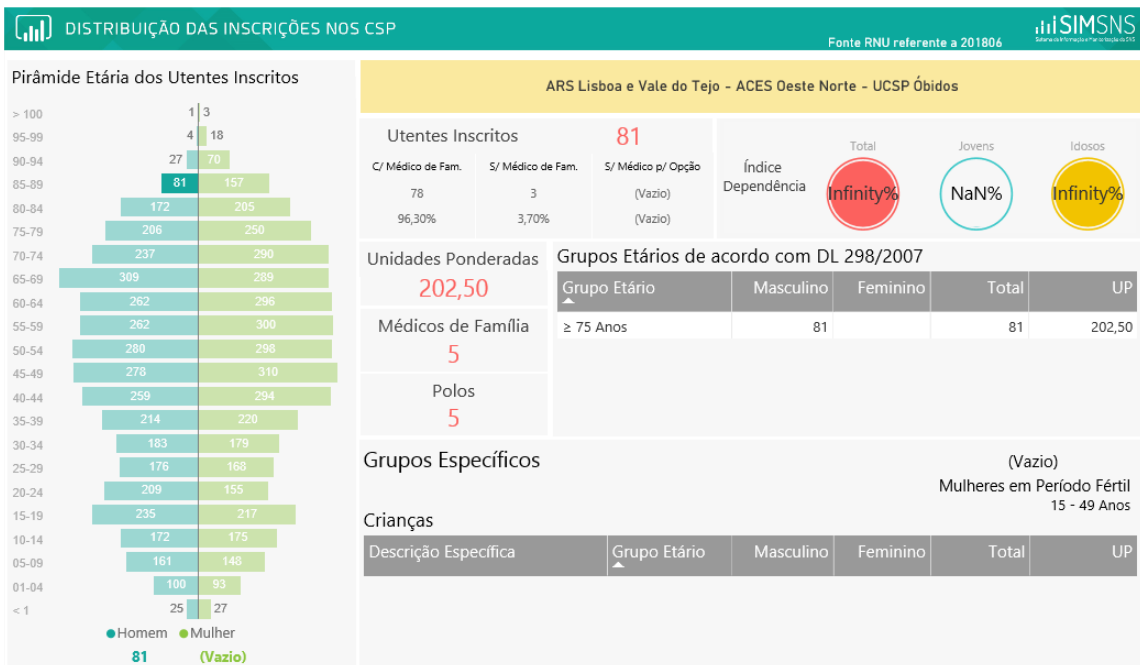 DISTRIBUIÇÃO DAS INSCRIÇÕES NOS CSP
Fonte RNU referente a 201806
SIMSNS
Pirâmide Etária dos Utentes Inscritos
> 100 1 3
95-99 4 18
90-94 27 70
85-89 81 157
80-84 172 205
75-79 206 250
70-74 237 290
65-69 309 289
60-64 262 296
55-59 262 300
50-54 280 298
45-49 278 310
40-44 259 294
35-39 214 220
30-34 183 179
25-29 176 168
20-24 209 155
15-19 235 217
10-14 172 175
05-09 161 148
01-04 100 93
< 1 25 27
Homem Mulher
81 (Vazio)
ARS Lisboa e Vale do Tejo - ACES Oeste Norte - UCSP Óbidos
Utentes Inscritos 81
C/ Médico de Fam. S/ Médico de Fam. S/ Médico p/ Opção
78 3 (Vazio)
96,30% 3,70% (Vazio)
Índice
Dependência
Total Jovens Idosos
Infinity% NaN% Infinity%
Unidades Ponderadas
202,50
Médicos de Família
5
Polos
5
Grupos Etários de acordo com DL 298/2007
Grupo Etário Masculino Feminino Total UP
≥ 75 Anos 81 81 202,50
Grupos Específicos
(Vazio)
Mulheres em Período Fértil
15 - 49 Anos
Crianças
Descrição Específica Grupo Etário Masculino Feminino Total UP